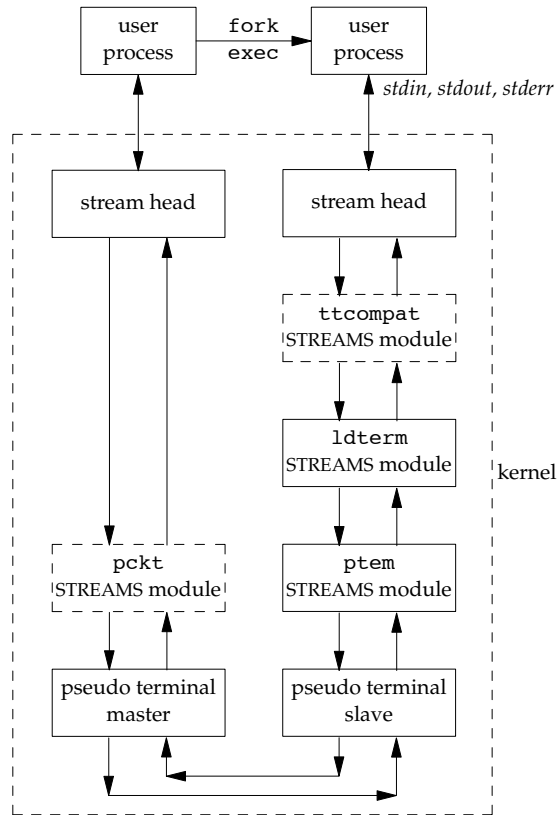 user
process
fork
exec
user
process
stdin, stdout, stderr
stream head
stream head
ttcompat
STREAMS module
ldterm
STREAMS module
kernel
pckt
STREAMS module
ptem
STREAMS module
pseudo terminal
master
pseudo terminal
slave